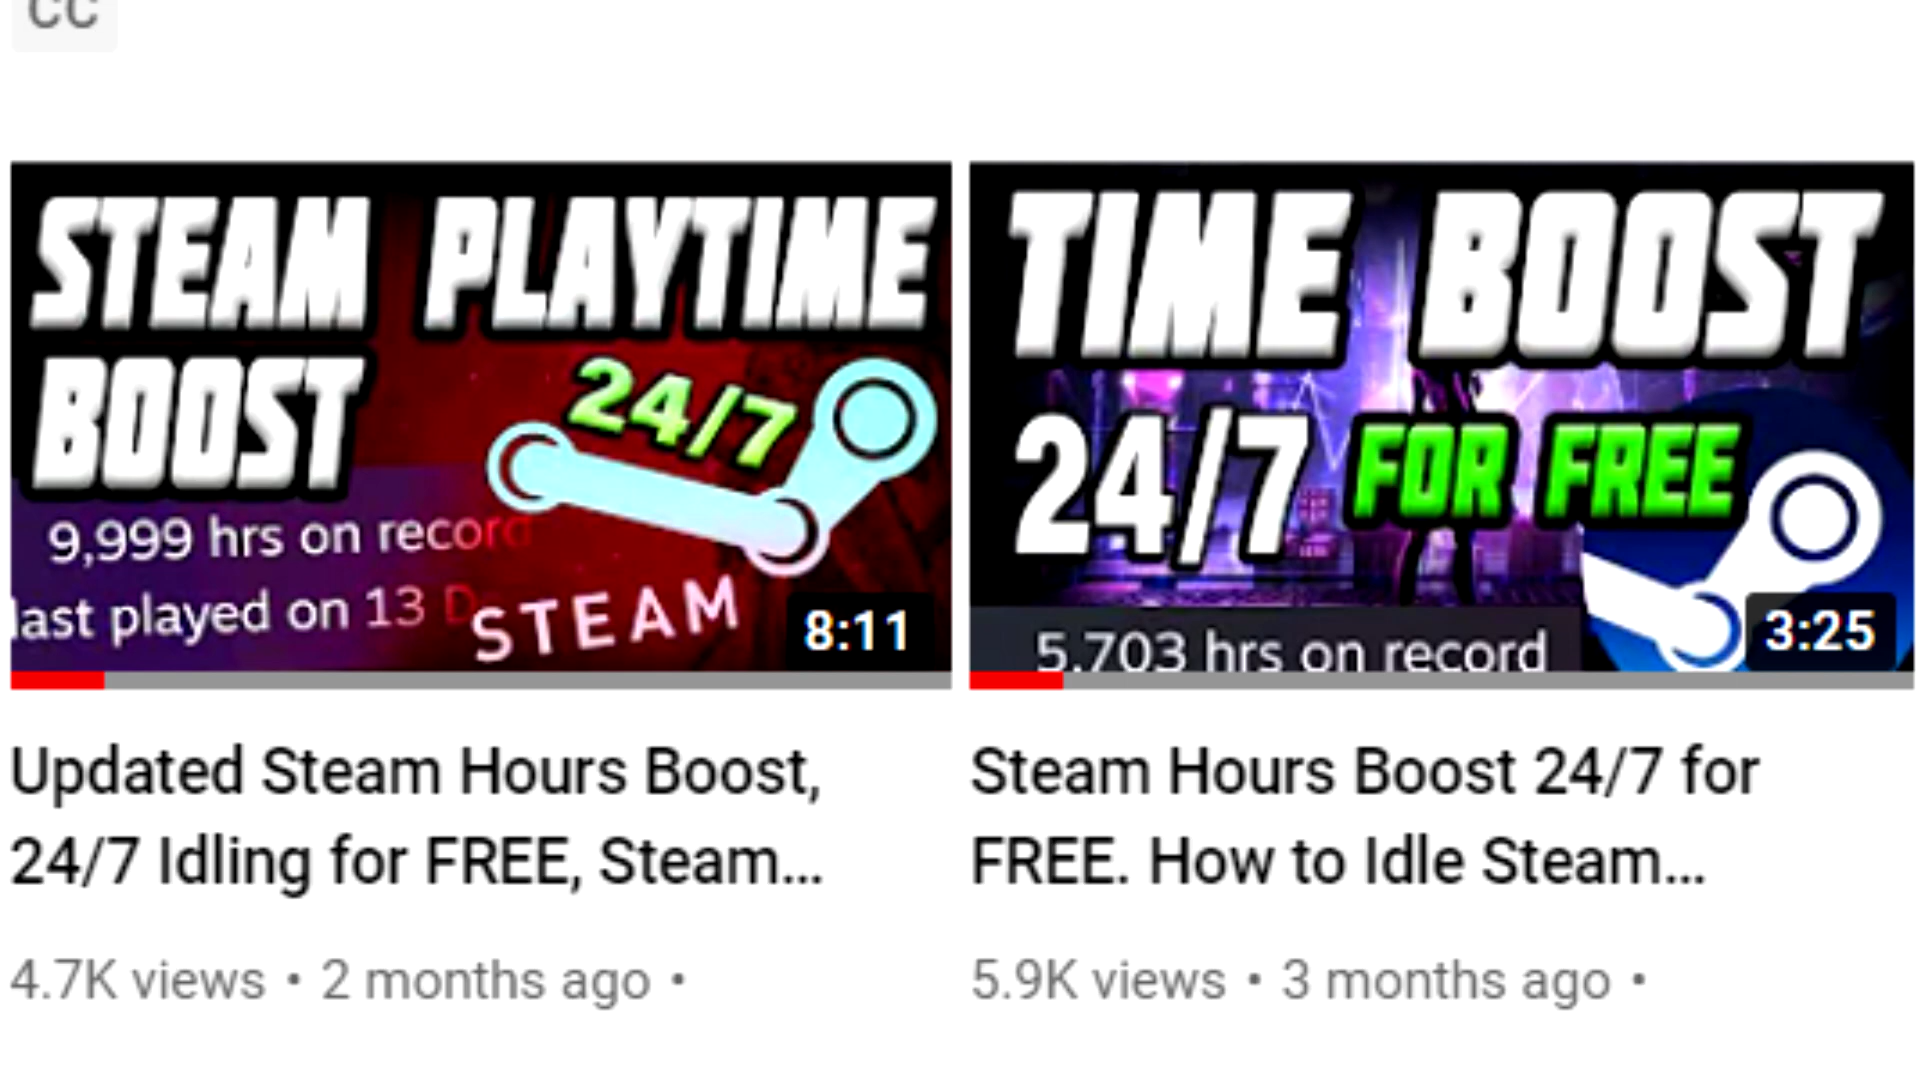 CC
STEAM PLAYTIME
BOOST
24/7
9,999 hrs on record
last played on 13 D
STEAM
8:11
TIME BOOST
24/7 FOR FREE
5,703 hrs on record
3:25
Updated Steam Hours Boost,
24/7 Idling for FREE, Steam...
4.7K views • 2 months ago •
Steam Hours Boost 24/7 for
FREE. How to Idle Steam...
5.9K views • 3 months ago •